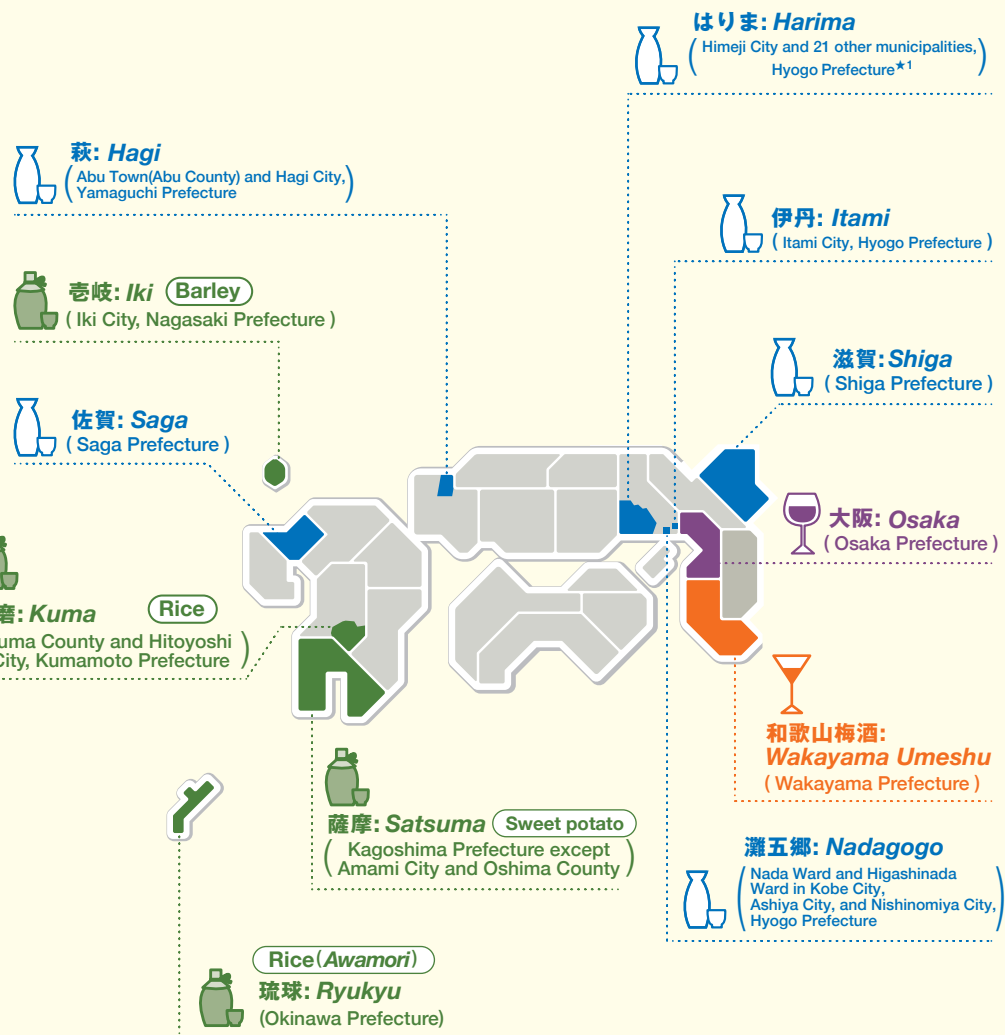 はりま: Harima
(Himeji City and 21 other municipalities,
Hyogo Prefecture★1)
萩: Hagi
(Abu Town(Abu County) and Hagi City,
Yamaguchi Prefecture)
伊丹: Itami
( Itami City, Hyogo Prefecture )
壱岐: Iki Barley
( Iki City, Nagasaki Prefecture )
滋賀: Shiga
( Shiga Prefecture )
佐賀: Saga
( Saga Prefecture )
大阪: Osaka
( Osaka Prefecture )
磨: Kuma Rice
uma County and Hitoyoshi
City, Kumamoto Prefecture )
和歌山梅酒:
Wakayama Umeshu
( Wakayama Prefecture )
薩摩: Satsuma Sweet potato
(Kagoshima Prefecture except
Amami City and Oshima County)
灘五郷: Nadagogo
(Nada Ward and Higashinada
Ward in Kobe City,
Ashiya City, and Nishinomiya City,
Hyogo Prefecture)
Rice(Awamori)
琉球: Ryukyu
(Okinawa Prefecture)